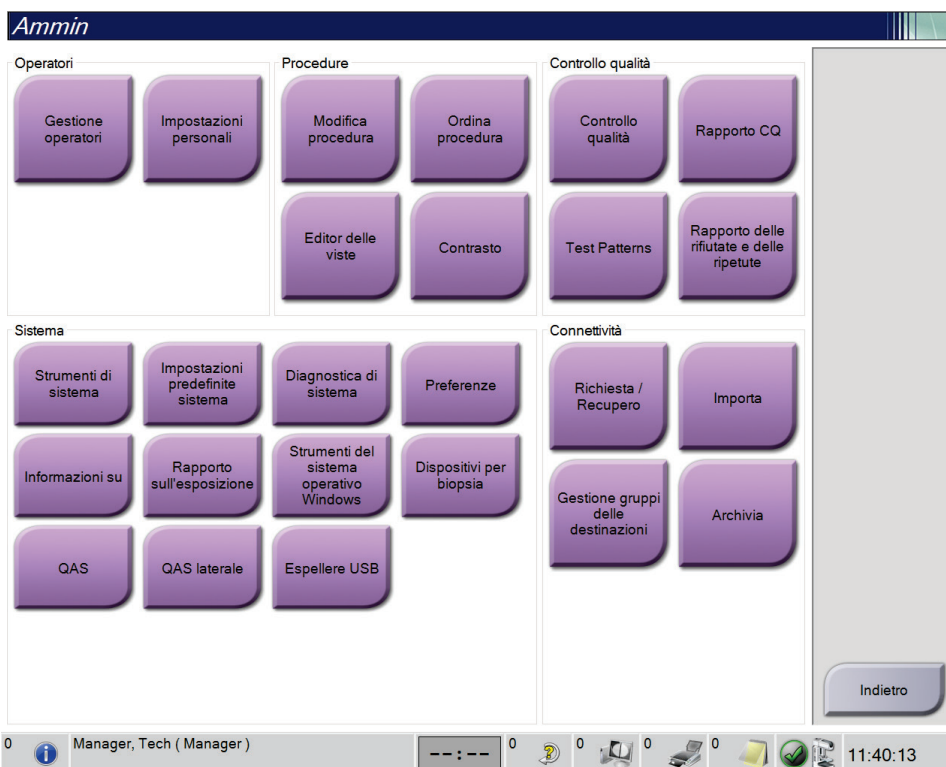 Ammin
Operatori
Gestione
operatori
Impostazioni
personali
Procedure
Modifica
procedura
Ordina
procedura
Editor delle
viste
Contrasto
Controllo qualità
Controllo
qualità
Rapporto CQ
Test Patterns
Rapporto delle
rifiutate e delle
ripetute
Sistema
Strumenti di
sistema
Impostazioni
predefinite
sistema
Diagnostica di
sistema
Preferenze
Informazioni su
Rapporto
sull'esposizione
Strumenti del
sistema
operativo
Windows
Dispositivi per
biopsia
QAS
QAS laterale
Espellere USB
Connettività
Richiesta /
Recupero
Importa
Gestione gruppi
delle
destinazioni
Archivia
Indietro
0
Manager, Tech ( Manager )
--:--
0
0
0
0
11:40:13